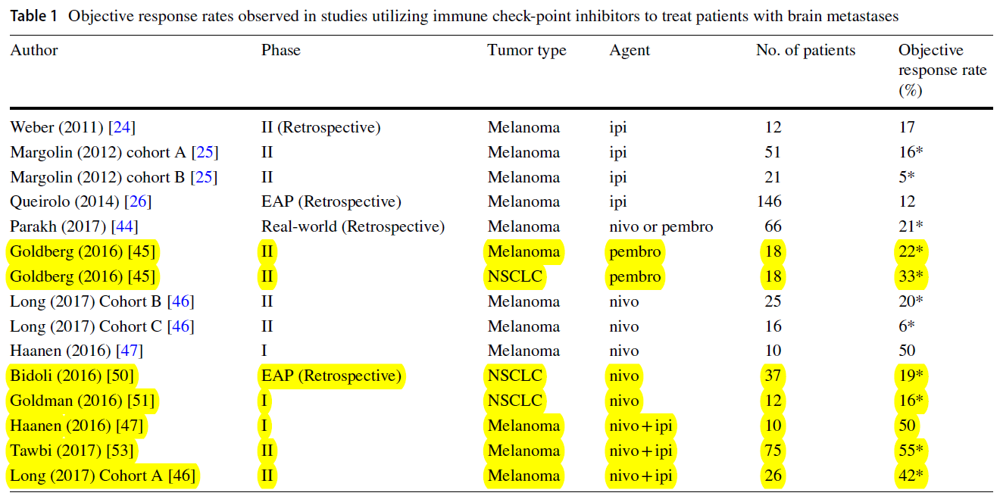 Table 1 Objective response rates observed in studies utilizing immune check-point inhibitors to treat patients with brain metastases
Author Phase Tumor type Agent No. of patients Objective
response rate
(%)
Weber (2011) [24] II (Retrospective) Melanoma ipi 12 17
Margolin (2012) cohort A [25] II Melanoma ipi 51 16*
Margolin (2012) cohort B [25] II Melanoma ipi 21 5*
Queirolo (2014) [26] EAP (Retrospective) Melanoma ipi 146 12
Parakh (2017) [44] Real-world (Retrospective) Melanoma nivo or pembro 66 21*
Goldberg (2016) [45] II Melanoma pembro 18 22*
Goldberg (2016) [45] II NSCLC pembro 18 33*
Long (2017) Cohort B [46] II Melanoma nivo 25 20*
Long (2017) Cohort C [46] II Melanoma nivo 16 6*
Haanen (2016) [47] I Melanoma nivo 10 50
Bidoli (2016) [50] EAP (Retrospective) NSCLC nivo 37 19*
Goldman (2016) [51] I NSCLC nivo 12 16*
Haanen (2016) [47] I Melanoma nivo + ipi 10 50
Tawbi (2017) [53] II Melanoma nivo + ipi 75 55*
Long (2017) Cohort A [46] II Melanoma nivo + ipi 26 42*